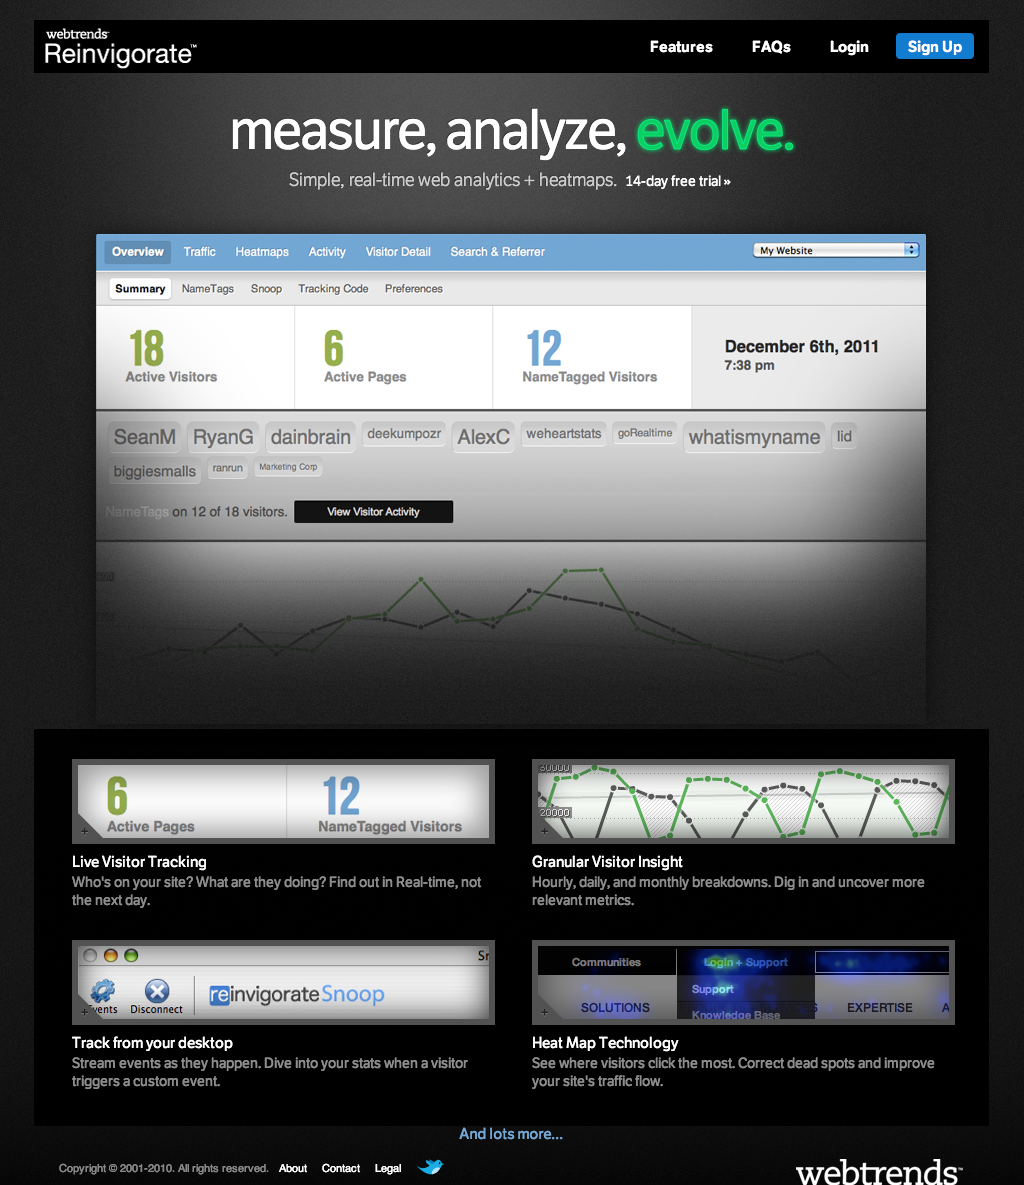 webtrends
Reinvigorate™
Features FAQs Login Sign Up
measure, analyze, evolve.
Simple, real-time web analytics + heatmaps. 14-day free trial »
Overview Traffic Heatmaps Activity Visitor Detail Search & Referrer My Website
Summary NameTags Snoop Tracking Code Preferences
18 6 12
Active Visitors Active Pages NameTagged Visitors
December 6th, 2011
7:38 pm
SeanM RyanG dainbrain deekumpozr AlexC weheartstats goRealtime whatismyname lid
biggiesmalls ranrun Marketing Corp
NameTags on 12 of 18 visitors. View Visitor Activity
6 12
Active Pages NameTagged Visitors
30000
20000
Live Visitor Tracking
Who's on your site? What are they doing? Find out in Real-time, not
the next day.
Granular Visitor Insight
Hourly, daily, and monthly breakdowns. Dig in and uncover more
relevant metrics.
Sr
Events Disconnect reinvigorate Snoop
Communities Login + Support
Support
SOLUTIONS S EXPERTISE A
Knowledge Base
Track from your desktop
Stream events as they happen. Dive into your stats when a visitor
triggers a custom event.
Heat Map Technology
See where visitors click the most. Correct dead spots and improve
your site's traffic flow.
And lots more...
Copyright © 2001-2010. All rights reserved. About Contact Legal
webtrends™